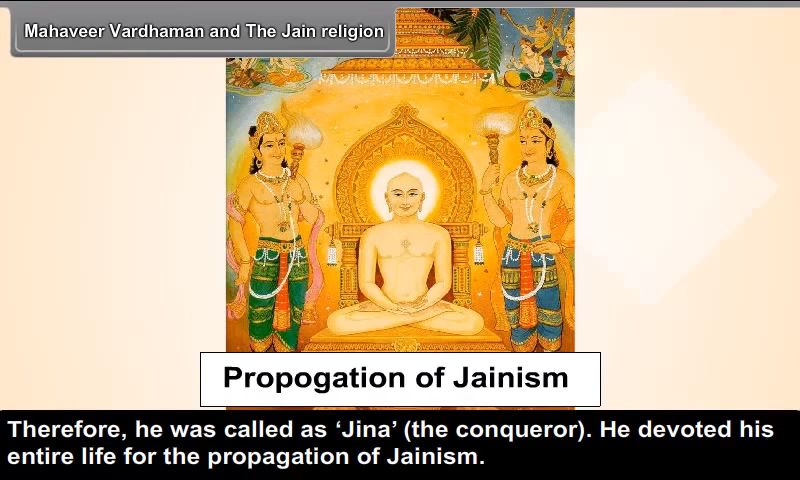 Mahaveer Vardhaman and The Jain religion
Propogation of Jainism
Therefore, he was called as ‘Jina’ (the conqueror). He devoted his
entire life for the propagation of Jainism.